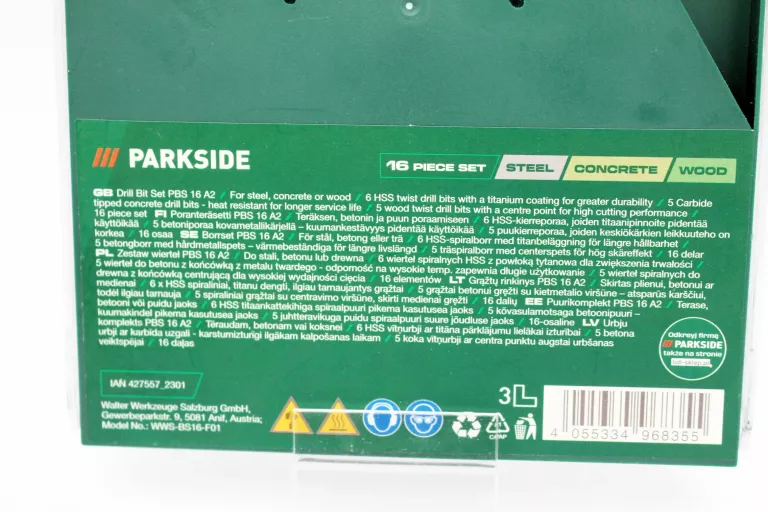 PARKSIDE
16 PIECE SET STEEL CONCRETE WOOD
GB Drill Bit Set PBS 16 A2 / For steel, concrete or wood / 6 HSS twist drill bits with a titanium coating for greater durability / 5 Carbide
tipped concrete drill bits - heat resistant for longer service life / 5 wood twist drill bits with a centre point for high cutting performance /
16 piece set FI Poranteräsetti PBS 16 A2 / Teräksen, betonin ja puun poraamiseen / 6 HSS-kierreporaa, joiden titaanipinnoite pidentää
käyttöikää / 5 betoniporaa kovametallikärjellä – kuumankestävyys pidentää käyttöikää / 5 puukierreporaa, joiden keskiökärkien leikkuuteho on
korkea / 16 osaa SE Borrset PBS 16 A2 / För stål, betong eller trä / 6 HSS-spiralborr med titanbeläggning för längre hållbarhet /
5 betongborr med hårdmetallspets – värmebeständiga för längre livslängd / 5 träspiralborr med centerspets för hög skäreffekt / 16 delar
PL Zestaw wierteł PBS 16 A2 / Do stali, betonu lub drewna / 6 wierteł spiralnych HSS z powłoką tytanową dla zwiększenia trwałości /
5 wierteł do betonu z końcówką z metalu twardego - odporność na wysokie temp. zapewnia długie użytkowanie / 5 wierteł spiralnych do
drewna z końcówką centrującą dla wysokiej wydajności cięcia / 16 elementów LT Grąžtų rinkinys PBS 16 A2 / Skirtas plienui, betonui ar
medienai / 6 x HSS spiraliniai, titanu dengti, ilgiau tarnaujantys grąžtai / 5 grąžtai betonui gręžti su kietmetalio viršūne – atsparūs karščiui,
todėl ilgiau tarnauja / 5 spiraliniai grąžtai su centravimo viršūne, skirti medienai gręžti / 16 dalių EE Puurikomplekt PBS 16 A2 / Terase,
betooni või puidu jaoks / 6 HSS titaankattekihiga spiraalpuuri pikema kasutusea jaoks / 5 kõvasulamotsaga betoonipuuri –
kuumakindel pikema kasutusea jaoks / 5 juhtteravikuga puidu spiraalpuuri suure jõudluse jaoks / 16-osaline LV Urbju
komplekts PBS 16 A2 / Tēraudam, betonam vai koksnei / 6 HSS vītņurbji ar titāna pārklājumu lielākai izturībai / 5 betona
urbji ar karbīda uzgali - karstumizturīgi ilgākam kalpošanas laikam / 5 koka vītņurbji ar centra punktu augstai urbšanas
veiktspējai / 16 daļas
Odkryj firmę
PARKSIDE
także na stronie
IAN 427557_2301
Walter Werkzeuge Salzburg GmbH,
Gewerbeparkstr. 9, 5081 Anif, Austria;
Model No.: WWS-BS16-F01
3L
81
C/PAP
4 055334 968355